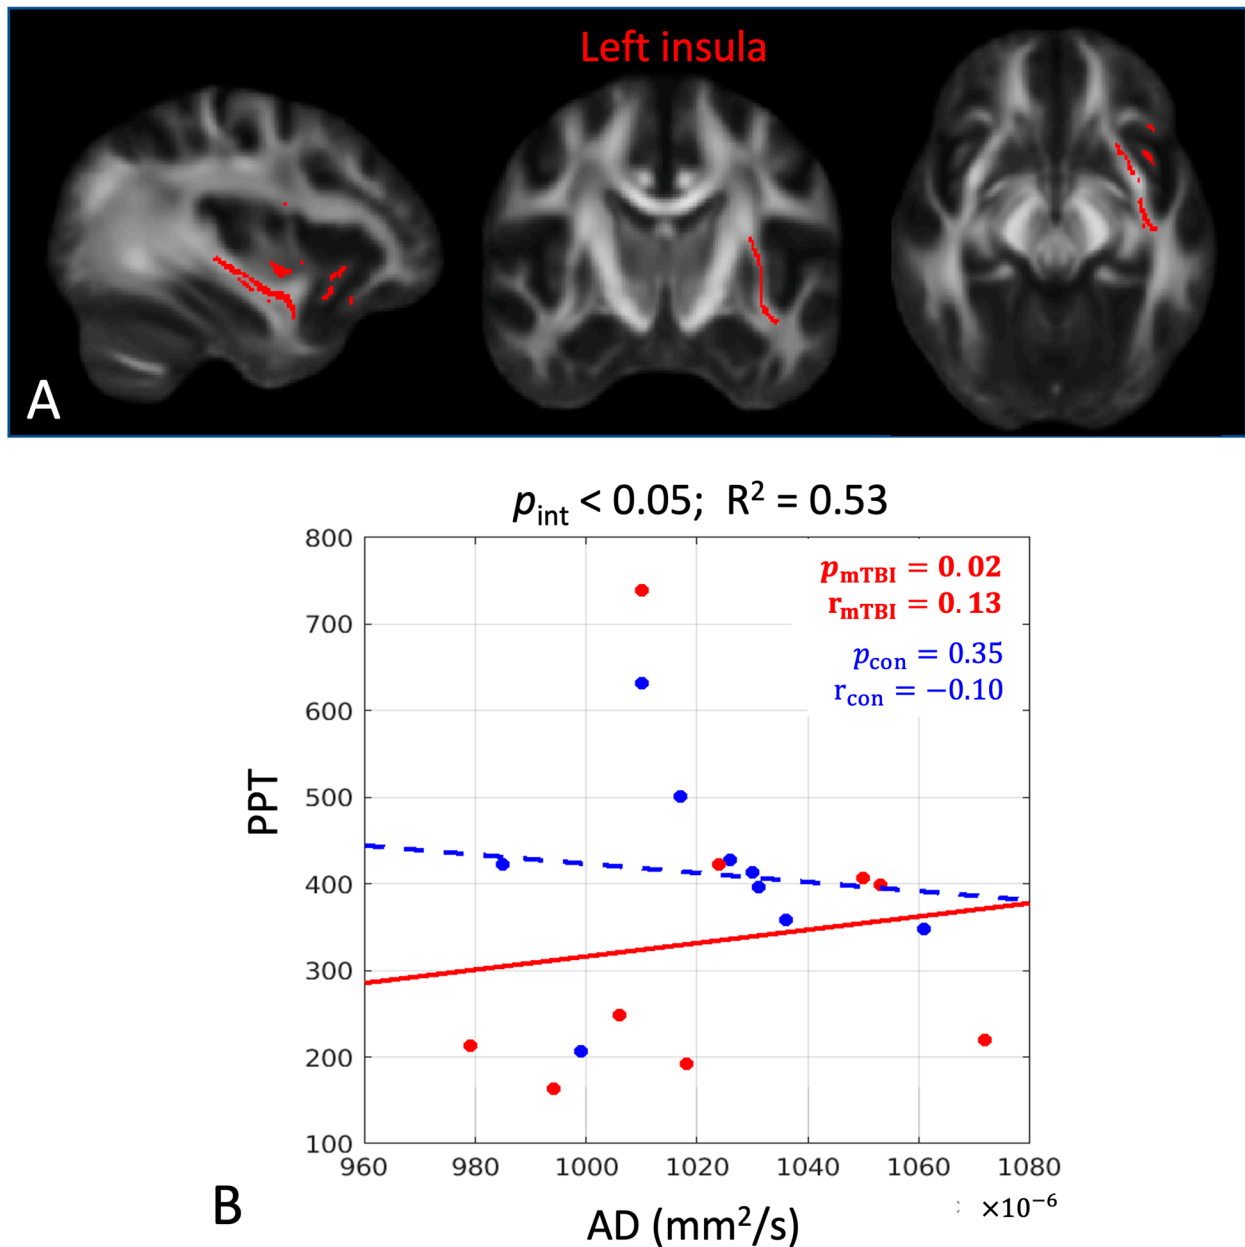 Left insula
A
p_int < 0.05; R² = 0.53
p_mTBI = 0.02
r_mTBI = 0.13
p_con = 0.35
r_con = −0.10
PPT
800
700
600
500
400
300
200
100
960 980 1000 1020 1040 1060 1080
×10⁻⁶
B
AD (mm²/s)